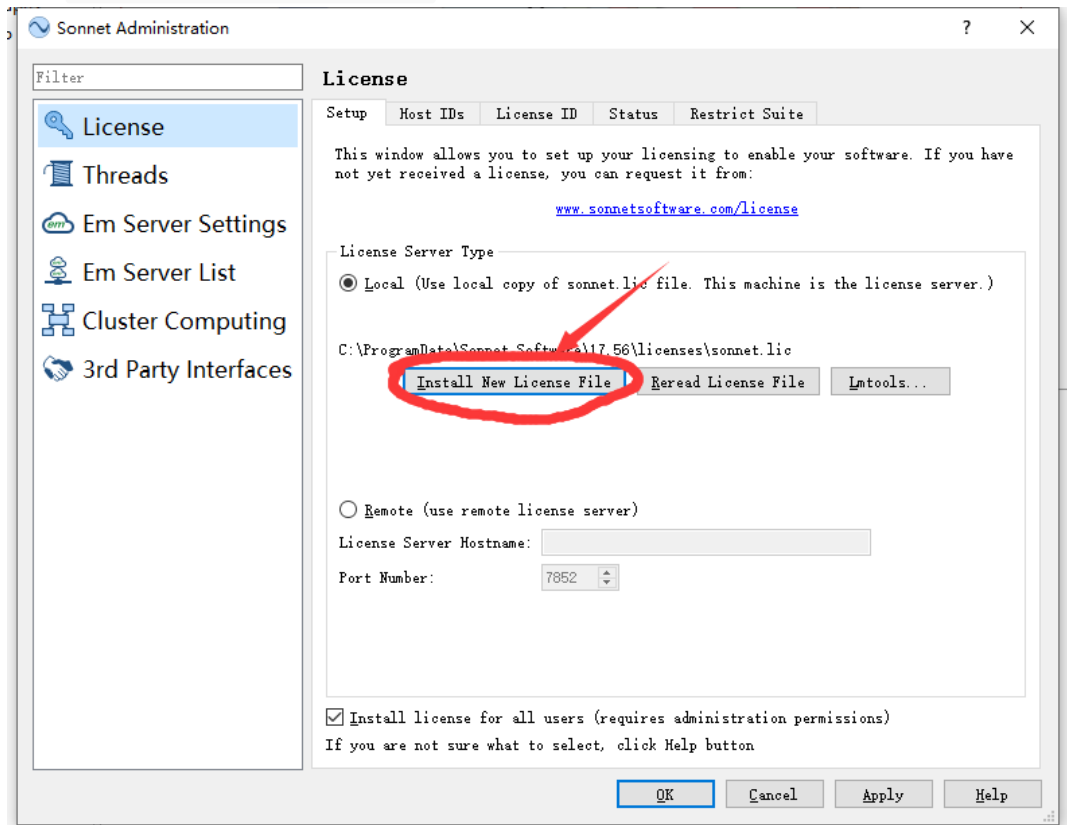 Sonnet Administration
?
Filter
License
Threads
Em Server Settings
Em Server List
Cluster Computing
3rd Party Interfaces
License
Setup Host IDs License ID Status Restrict Suite
This window allows you to set up your licensing to enable your software. If you have
not yet received a license, you can request it from:
www.sonnetsoftware.com/license
License Server Type
Local (Use local copy of sonnet.lic file. This machine is the license server.)
C:\ProgramData\Sonnet Software\17.56\licenses\sonnet.lic
Install New License File Reread License File Lmtools...
Remote (use remote license server)
License Server Hostname:
Port Number: 7852
Install license for all users (requires administration permissions)
If you are not sure what to select, click Help button
OK Cancel Apply Help